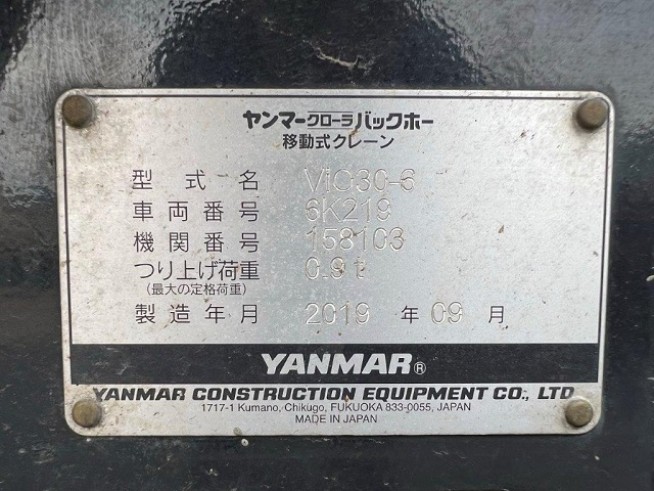 ヤンマークローラバックホー
移動式クレーン
型式名 ViO30-6
車両番号 6K219
機関番号 158103
つり上げ荷重 0.9t
(最大の定格荷重)
製造年月 2019 年 09 月
YANMAR®
YANMAR CONSTRUCTION EQUIPMENT CO., LTD
1717-1 Kumano, Chikugo, FUKUOKA 833-0055, JAPAN
MADE IN JAPAN